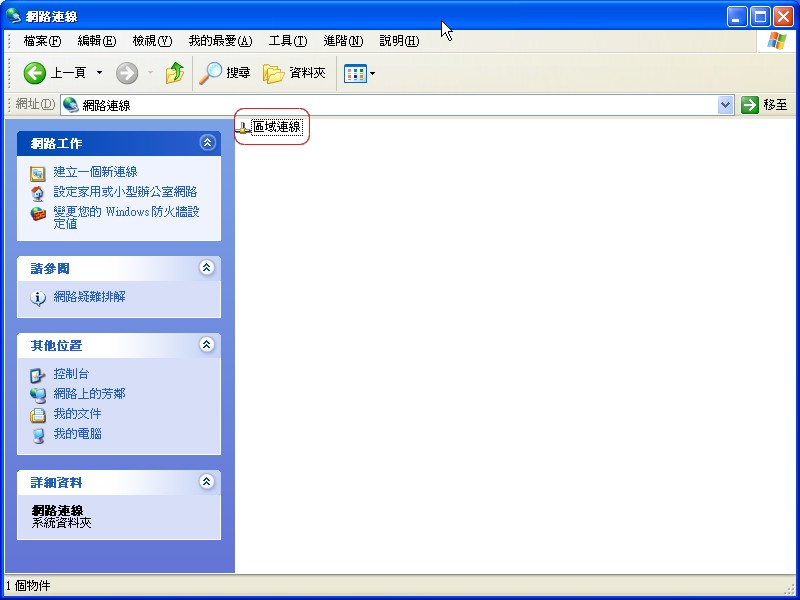 網路連線
檔案(F) 編輯(E) 檢視(V) 我的最愛(A) 工具(T) 進階(N) 說明(H)
上一頁 搜尋 資料夾
網址(D) 網路連線 移至
網路工作
建立一個新連線
設定家用或小型辦公室網路
變更您的 Windows 防火牆設
定值
請參閱
網路疑難排解
其他位置
控制台
網路上的芳鄰
我的文件
我的電腦
詳細資料
網路連線
系統資料夾
區域連線
1 個物件